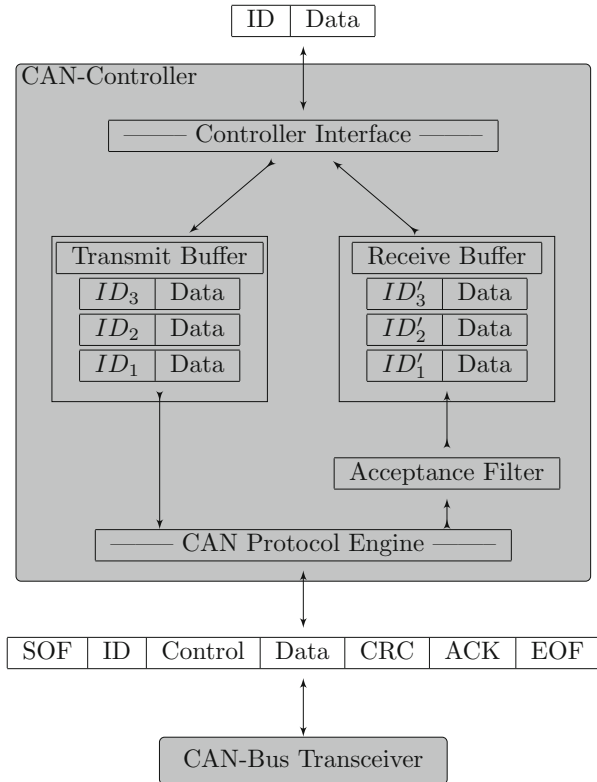 ID Data
CAN-Controller
Controller Interface
Transmit Buffer Receive Buffer
ID₃ Data ID′₃ Data
ID₂ Data ID′₂ Data
ID₁ Data ID′₁ Data
Acceptance Filter
CAN Protocol Engine
SOF ID Control Data CRC ACK EOF
CAN-Bus Transceiver